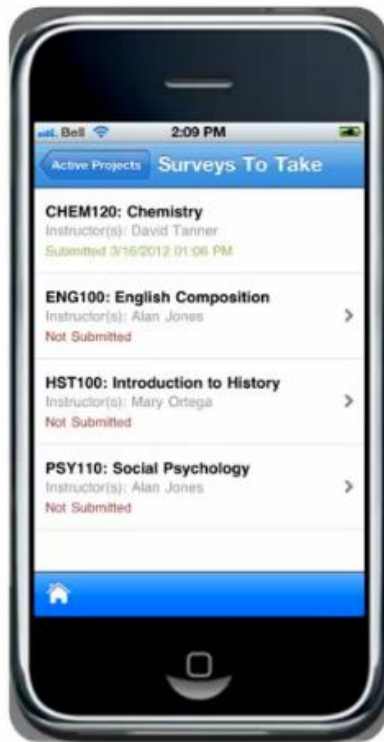 Bell 2:09 PM
Active Projects Surveys To Take
CHEM120: Chemistry
Instructor(s): David Tanner
Submitted 3/16/2012 01:06 PM
ENG100: English Composition
Instructor(s): Alan Jones
Not Submitted
HST100: Introduction to History
Instructor(s): Mary Ortega
Not Submitted
PSY110: Social Psychology
Instructor(s): Alan Jones
Not Submitted